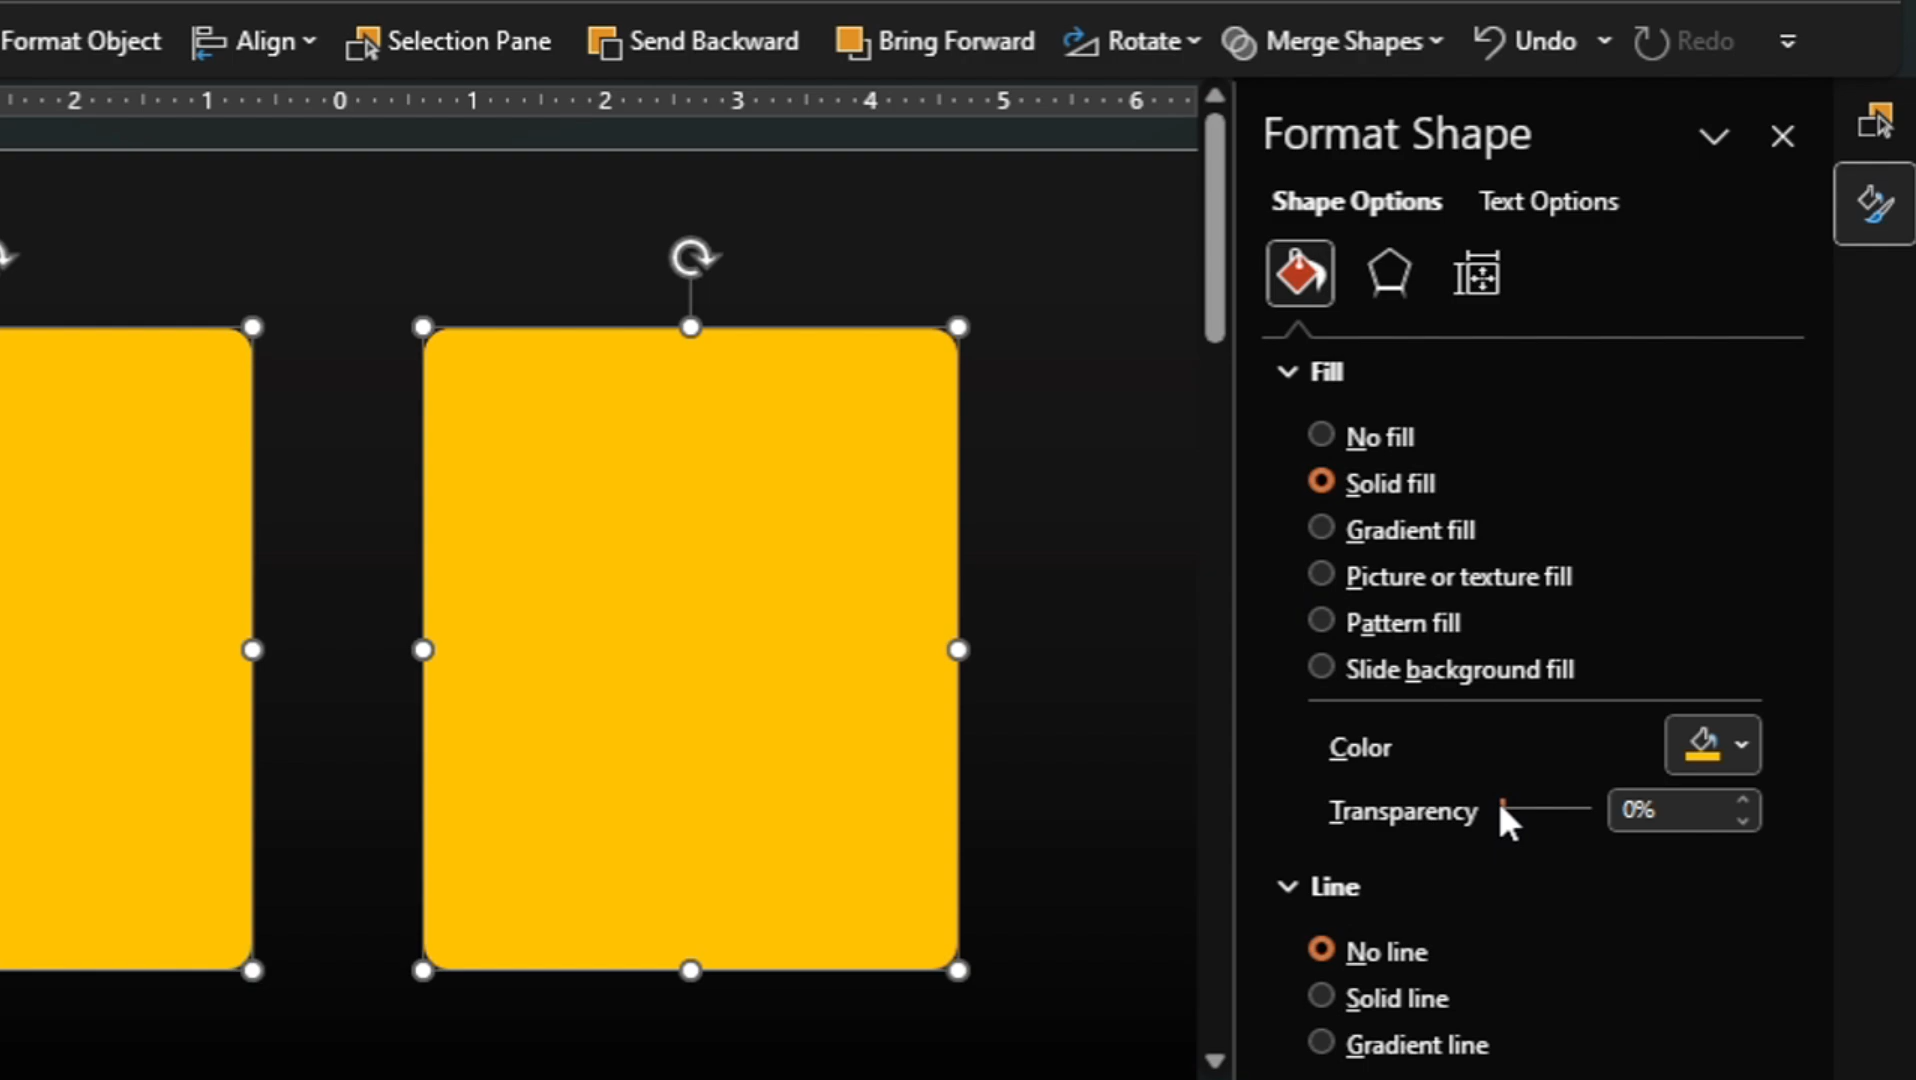 Format Object Align Selection Pane Send Backward Bring Forward Rotate Merge Shapes Undo Redo
2 1 0 1 2 3 4 5 6
Format Shape
Shape Options Text Options
Fill
No fill
Solid fill
Gradient fill
Picture or texture fill
Pattern fill
Slide background fill
Color
Transparency 0%
Line
No line
Solid line
Gradient line